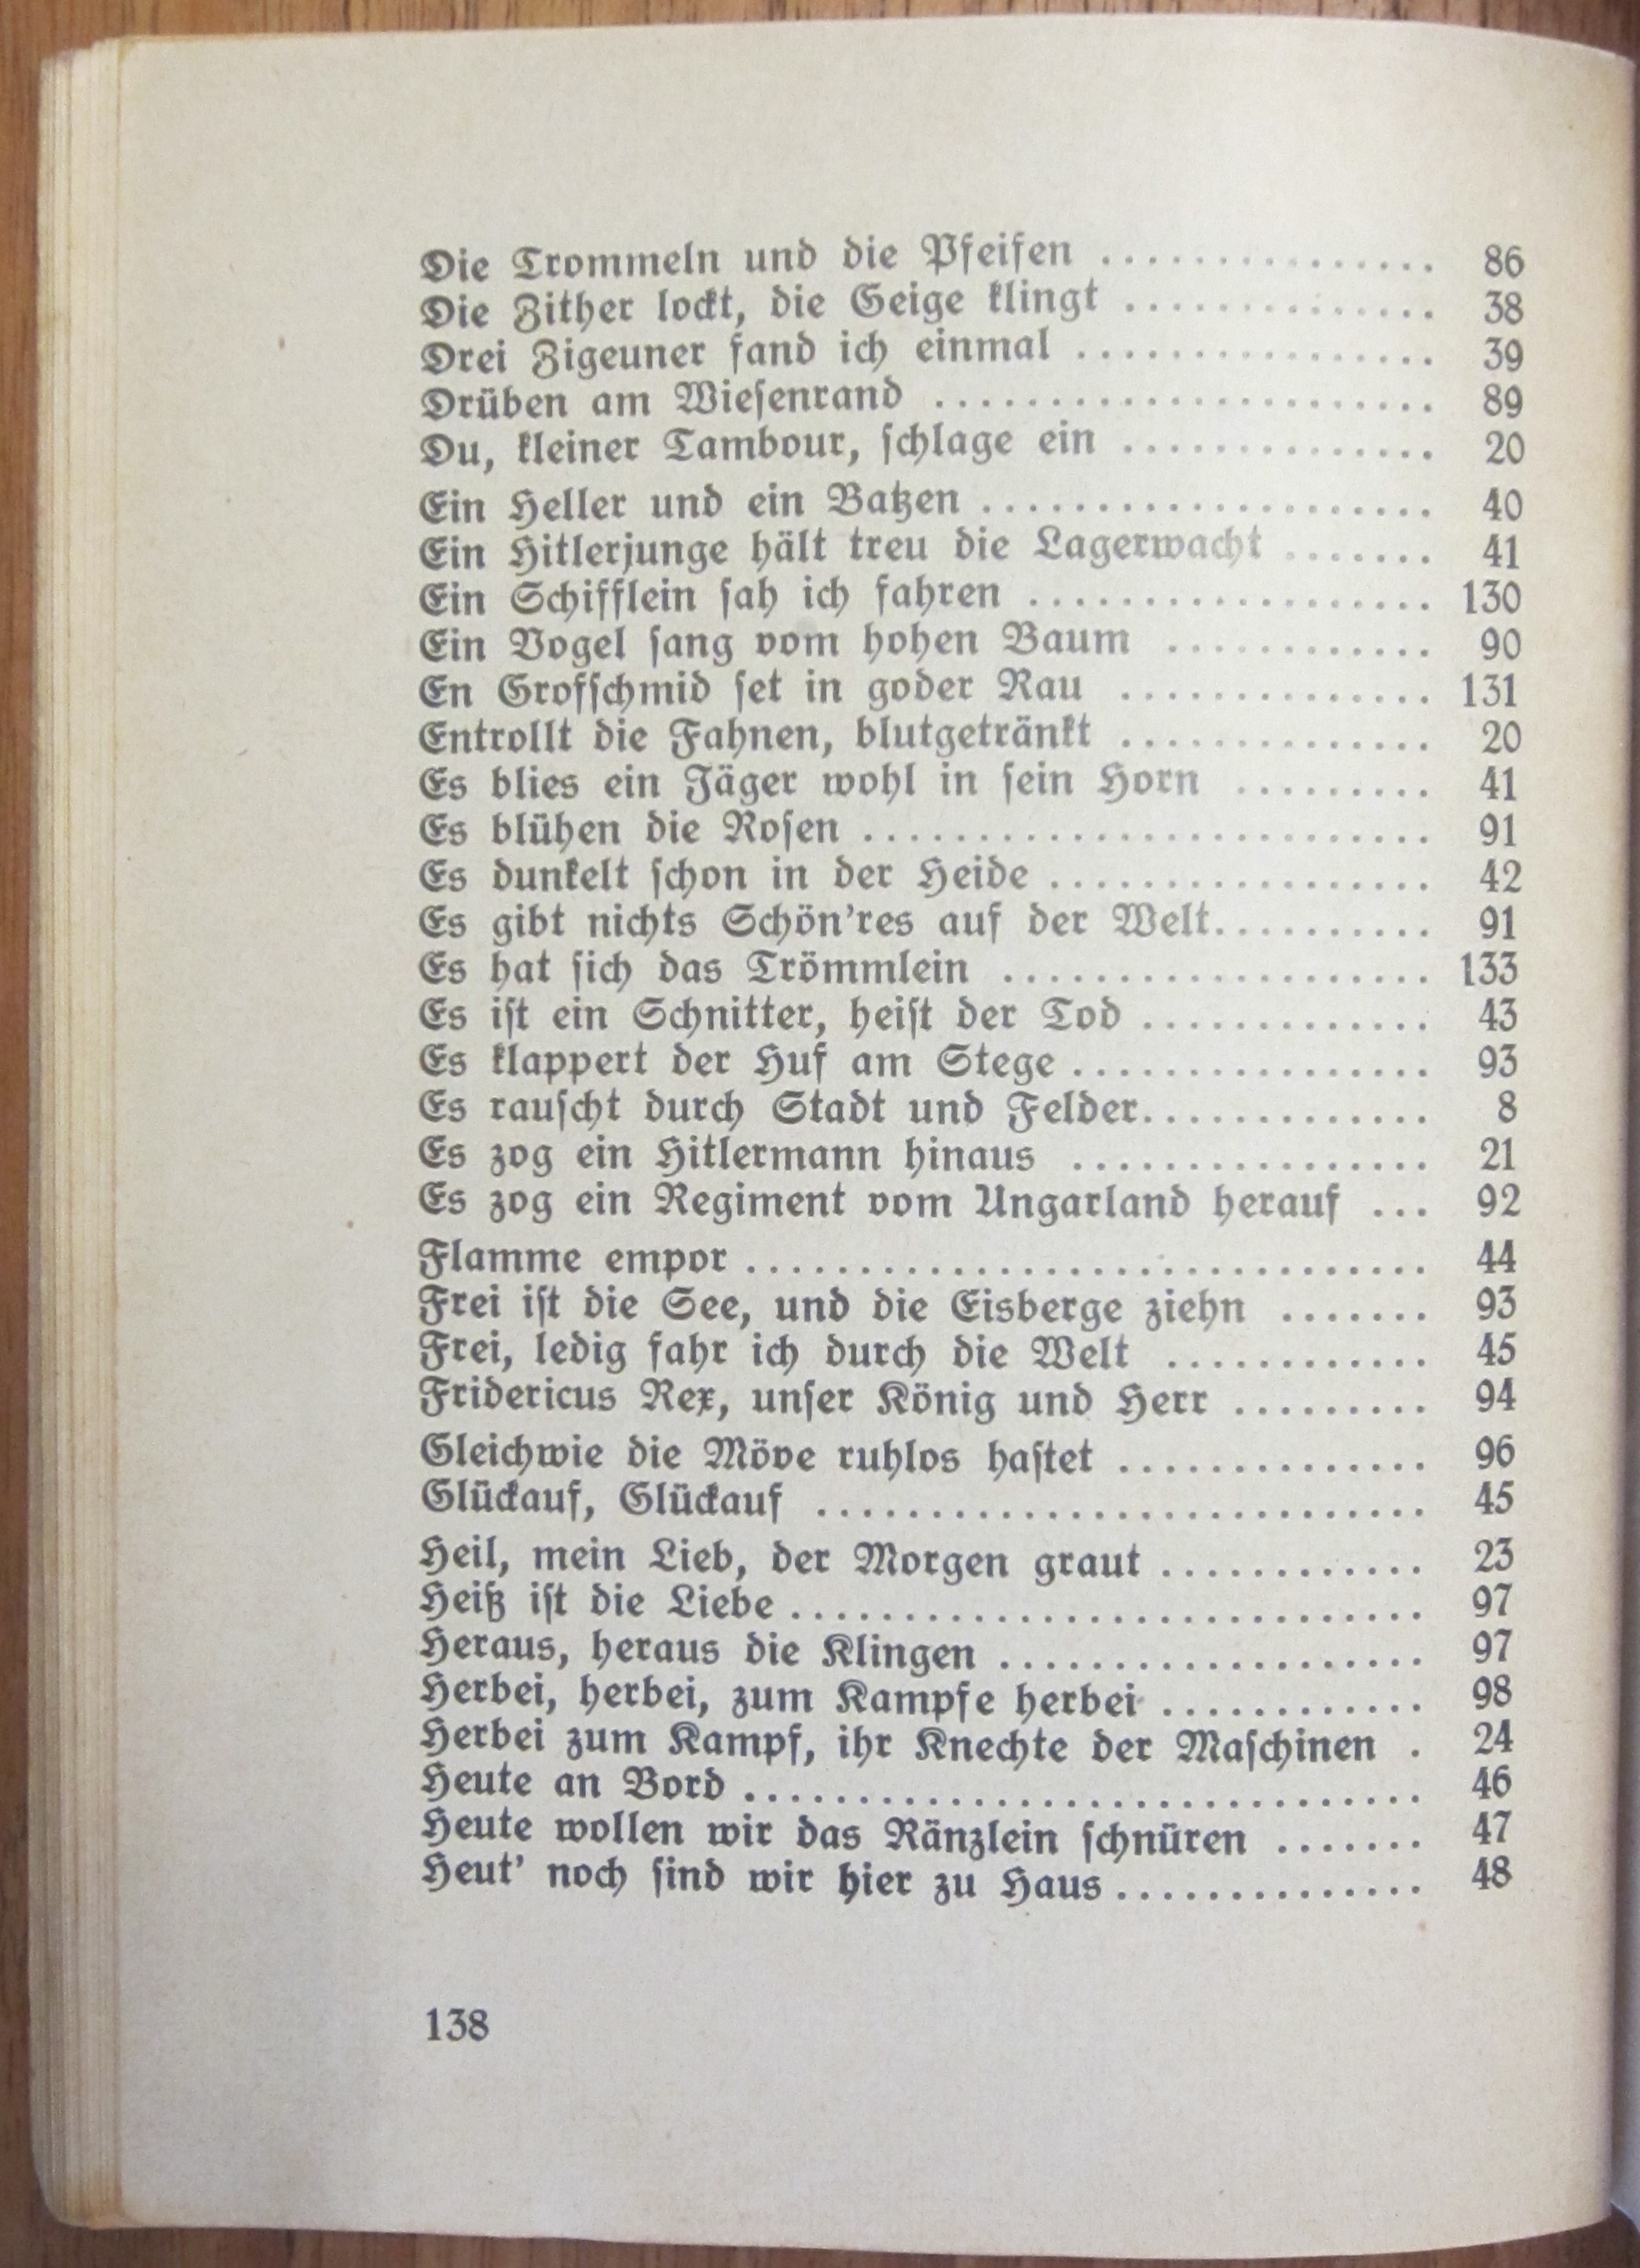 Die Trommeln und die Pfeifen ............... 86
Die Zither lockt, die Geige klingt .............. 38
Drei Zigeuner fand ich einmal ................ 39
Drüben am Wiesenrand ...................... 89
Du, kleiner Tambour, schlage ein .............. 20
Ein Heller und ein Batzen .................... 40
Ein Hitlerjunge hält treu die Lagerwacht ....... 41
Ein Schifflein sah ich fahren .................. 130
Ein Vogel sang vom hohen Baum ............ 90
En Grofschmid set in goder Rau .............. 131
Entrollt die Fahnen, blutgetränkt .............. 20
Es blies ein Jäger wohl in sein Horn ......... 41
Es blühen die Rosen ......................... 91
Es dunkelt schon in der Heide ................. 42
Es gibt nichts Schön'res auf der Welt.......... 91
Es hat sich das Trömmlein ................... 133
Es ist ein Schnitter, heist der Tod ............. 43
Es klappert der Huf am Stege ................ 93
Es rauscht durch Stadt und Felder............. 8
Es zog ein Hitlermann hinaus ................ 21
Es zog ein Regiment vom Ungarland herauf ... 92
Flamme empor .............................. 44
Frei ist die See, und die Eisberge ziehn ....... 93
Frei, ledig fahr ich durch die Welt ............ 45
Fridericus Rex, unser König und Herr ......... 94
Gleichwie die Möve ruhlos hastet .............. 96
Glückauf, Glückauf ........................... 45
Heil, mein Lieb, der Morgen graut ............ 23
Heiß ist die Liebe ............................ 97
Heraus, heraus die Klingen ................... 97
Herbei, herbei, zum Kampfe herbei ............ 98
Herbei zum Kampf, ihr Knechte der Maschinen . 24
Heute an Bord .............................. 46
Heute wollen wir das Ränzlein schnüren ....... 47
Heut' noch sind wir hier zu Haus.............. 48
138